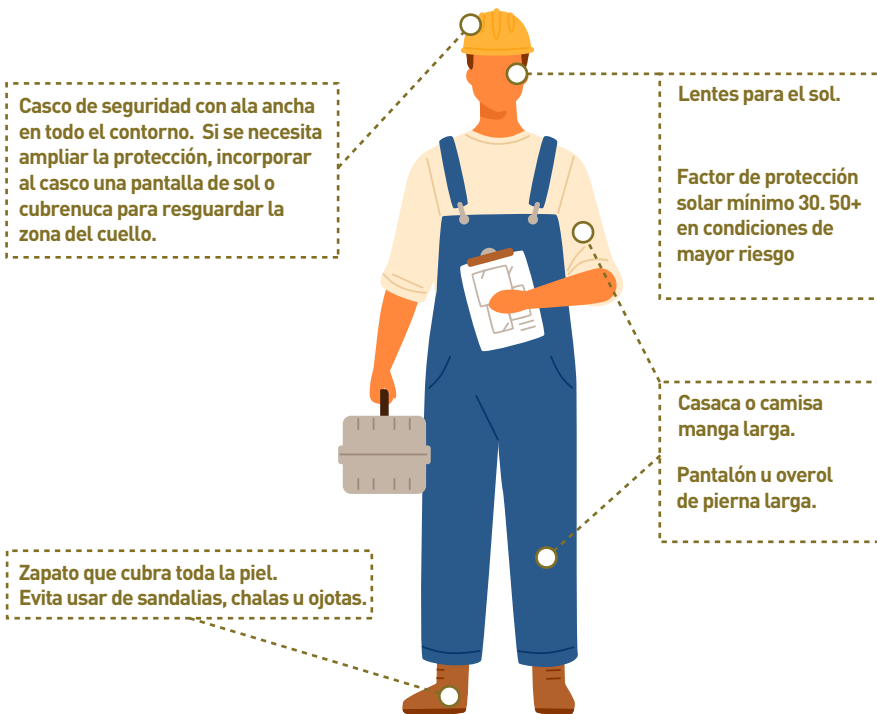 Casco de seguridad con ala ancha
en todo el contorno. Si se necesita
ampliar la protección, incorporar
al casco una pantalla de sol o
cubrenuca para resguardar la
zona del cuello.
Lentes para el sol.
Factor de protección
solar mínimo 30. 50+
en condiciones de
mayor riesgo
Casaca o camisa
manga larga.
Pantalón u overol
de pierna larga.
Zapato que cubra toda la piel.
Evita usar de sandalias, chalas u ojotas.